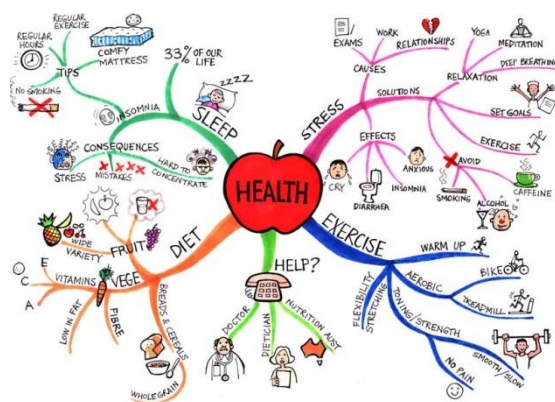 HEALTH
SLEEP
33% OF OUR
LIFE
ZZZZ
INSOMNIA
TIPS
REGULAR
EXERCISE
REGULAR
HOURS
COMFY
MATTRESS
NO SMOKING
CONSEQUENCES
STRESS
MISTAKES
HARD TO
CONCENTRATE
STRESS
CAUSES
EXAMS
WORK
RELATIONSHIPS
SOLUTIONS
RELAXATION
YOGA
MEDITATION
DEEP BREATHING
SET GOALS
EXERCISE
AVOID
SMOKING
ALCOHOL
CAFFEINE
EFFECTS
CRY
DIARRHEA
INSOMNIA
ANXIOUS
EXERCISE
WARM UP
AEROBIC
BIKE
TREADMILL
TONING/STRENGTH
SMOOTH/SLOW
NO PAIN
FLEXIBILITY
STRETCHING
HELP?
DOCTOR
DIETICIAN
NUTRITION AUST
DIET
FRUIT
WIDE
VARIETY
VEGE
VITAMINS
E
C
A
LOW IN FAT
FIBRE
BREADS & CEREALS
WHOLEGRAIN